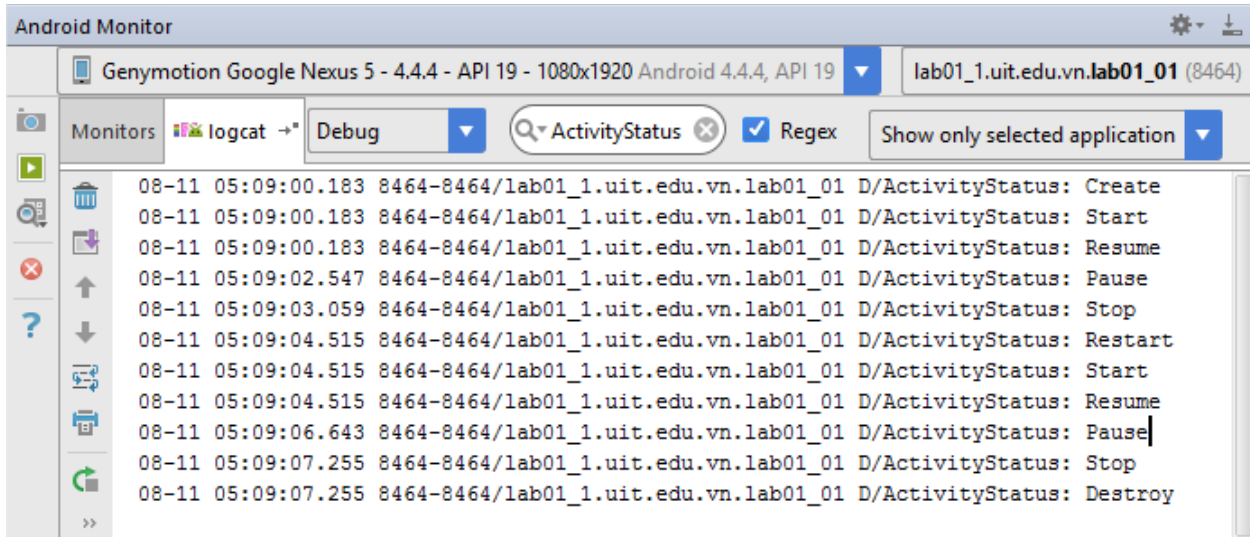 Android Monitor
Genymotion Google Nexus 5 - 4.4.4 - API 19 - 1080x1920 Android 4.4.4, API 19 lab01_1.uit.edu.vn.lab01_01 (8464)
Monitors logcat Debug ActivityStatus Regex Show only selected application
08-11 05:09:00.183 8464-8464/lab01_1.uit.edu.vn.lab01_01 D/ActivityStatus: Create
08-11 05:09:00.183 8464-8464/lab01_1.uit.edu.vn.lab01_01 D/ActivityStatus: Start
08-11 05:09:00.183 8464-8464/lab01_1.uit.edu.vn.lab01_01 D/ActivityStatus: Resume
08-11 05:09:02.547 8464-8464/lab01_1.uit.edu.vn.lab01_01 D/ActivityStatus: Pause
08-11 05:09:03.059 8464-8464/lab01_1.uit.edu.vn.lab01_01 D/ActivityStatus: Stop
08-11 05:09:04.515 8464-8464/lab01_1.uit.edu.vn.lab01_01 D/ActivityStatus: Restart
08-11 05:09:04.515 8464-8464/lab01_1.uit.edu.vn.lab01_01 D/ActivityStatus: Start
08-11 05:09:04.515 8464-8464/lab01_1.uit.edu.vn.lab01_01 D/ActivityStatus: Resume
08-11 05:09:06.643 8464-8464/lab01_1.uit.edu.vn.lab01_01 D/ActivityStatus: Pause
08-11 05:09:07.255 8464-8464/lab01_1.uit.edu.vn.lab01_01 D/ActivityStatus: Stop
08-11 05:09:07.255 8464-8464/lab01_1.uit.edu.vn.lab01_01 D/ActivityStatus: Destroy